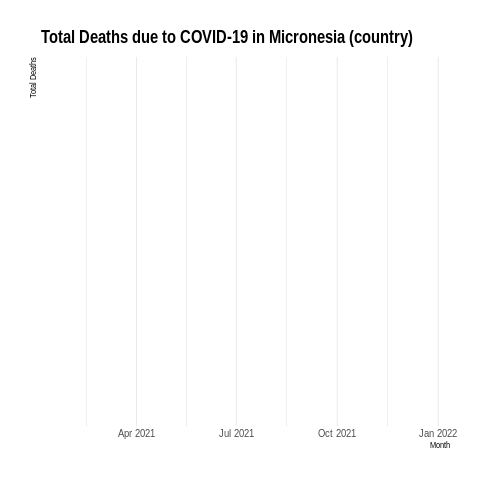 Total Deaths due to COVID-19 in Micronesia (country)
Total Deaths
Apr 2021
Jul 2021
Oct 2021
Jan 2022
Month